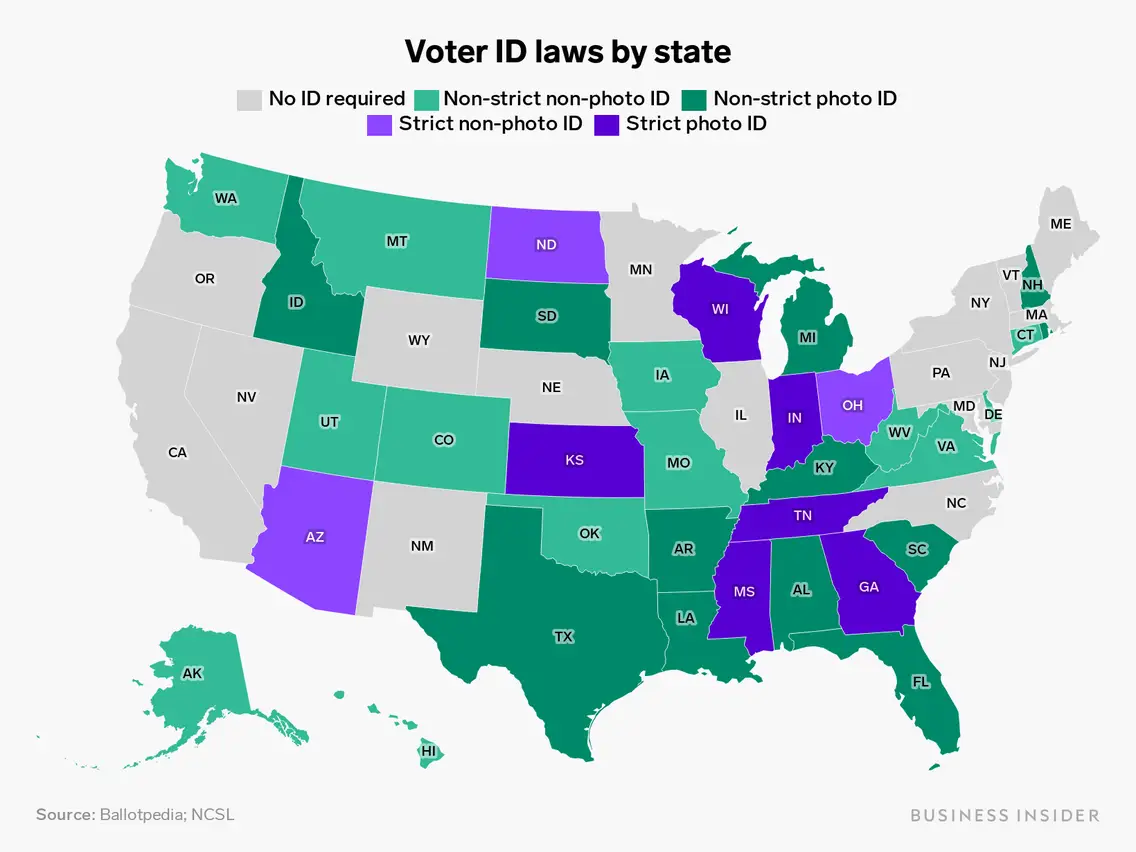 Voter ID laws by state
No ID required Non-strict non-photo ID Non-strict photo ID
Strict non-photo ID Strict photo ID
WA
MT
ND
MN
ME
OR
ID
SD
WI
MI
VT
NH
NY
MA
CT
WY
IA
NE
PA
NJ
NV
UT
CO
IL
IN
OH
MD
DE
CA
KS
MO
KY
WV
VA
AZ
NM
OK
AR
TN
NC
SC
TX
LA
MS
AL
GA
FL
AK
HI
Source: Ballotpedia; NCSL
BUSINESS INSIDER